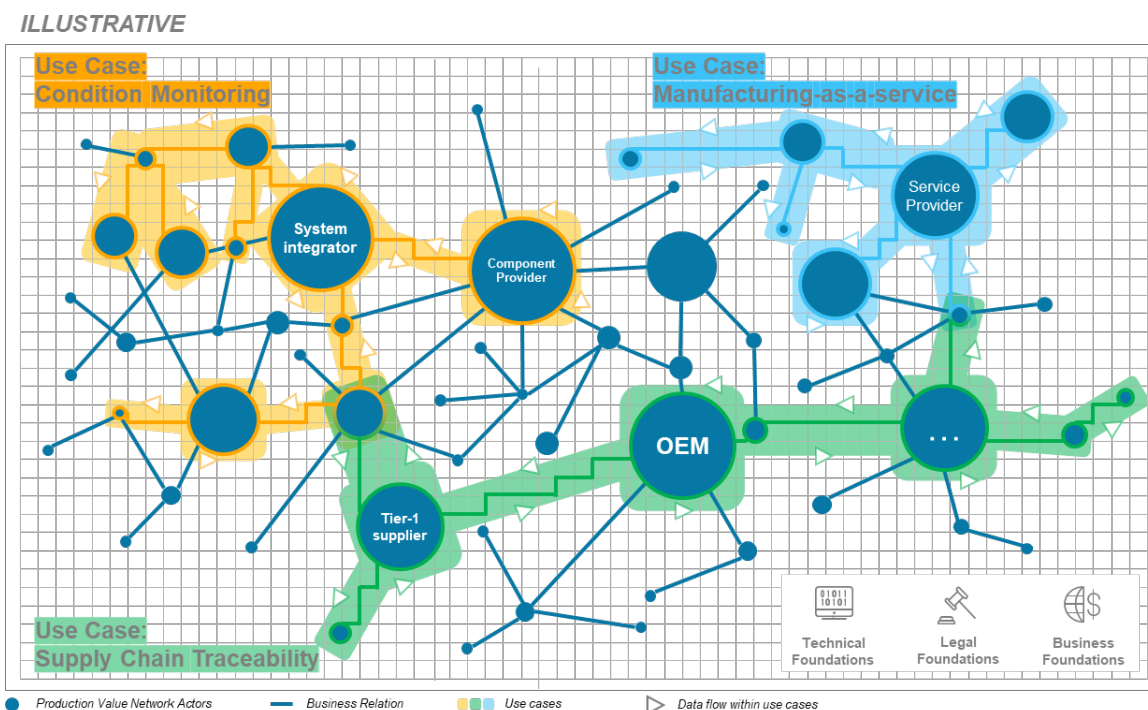 ILLUSTRATIVE
Use Case:
Condition Monitoring
Use Case:
Manufacturing-as-a-service
Service
Provider
System
integrator
Component
Provider
OEM
...
Tier-1
supplier
01011
10101
$
Technical
Foundations
Legal
Foundations
Business
Foundations
Use Case:
Supply Chain Traceability
Production Value Network Actors
Business Relation
Use cases
Data flow within use cases